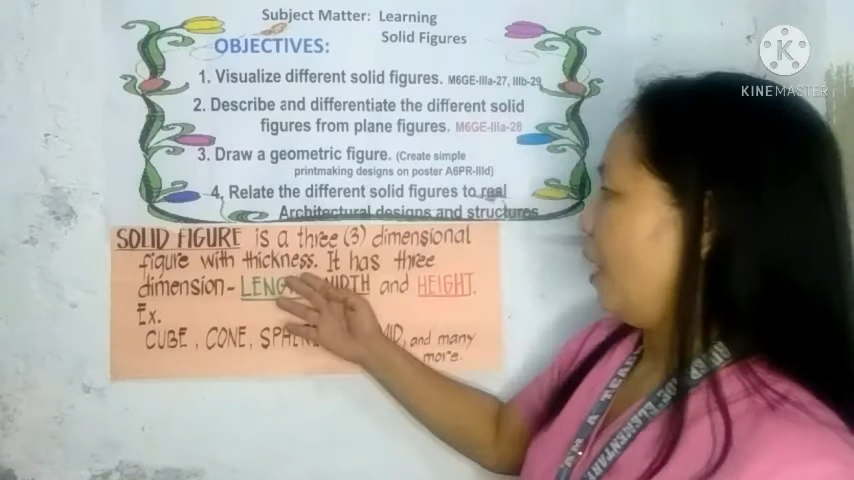 Subject Matter: Learning
Solid Figures
OBJECTIVES:
1. Visualize different solid figures. M6GE-IIIa-27, IIIb-29
2. Describe and differentiate the different solid
figures from plane figures. M6GE-IIIa-28
3. Draw a geometric figure. (Create simple
printmaking designs on poster A6PR-IIId)
4. Relate the different solid figures to real
Architectural designs and structures
SOLID FIGURE is a three (3) dimensional
figure with thickness. It has three
dimension- and HEIGHT.
Ex.
CUBE, CONE, and many
more.
KINEMASTER